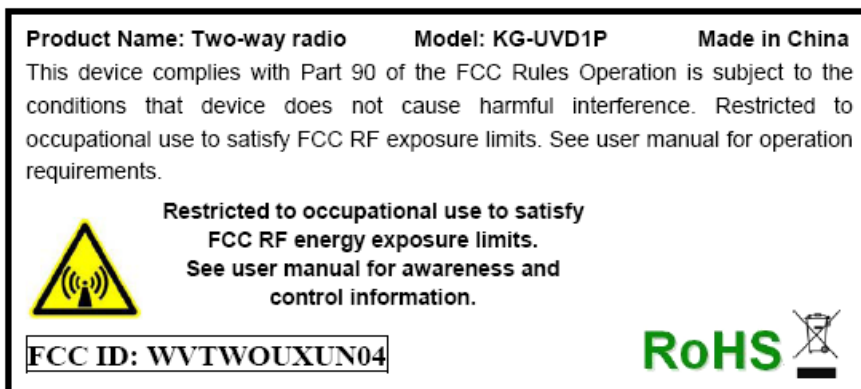 Product Name: Two-way radio Model: KG-UVD1P Made in China
This device complies with Part 90 of the FCC Rules Operation is subject to the
conditions that device does not cause harmful interference. Restricted to
occupational use to satisfy FCC RF exposure limits. See user manual for operation
requirements.
Restricted to occupational use to satisfy
FCC RF energy exposure limits.
See user manual for awareness and
control information.
FCC ID: WVTWOUXUN04
RoHS